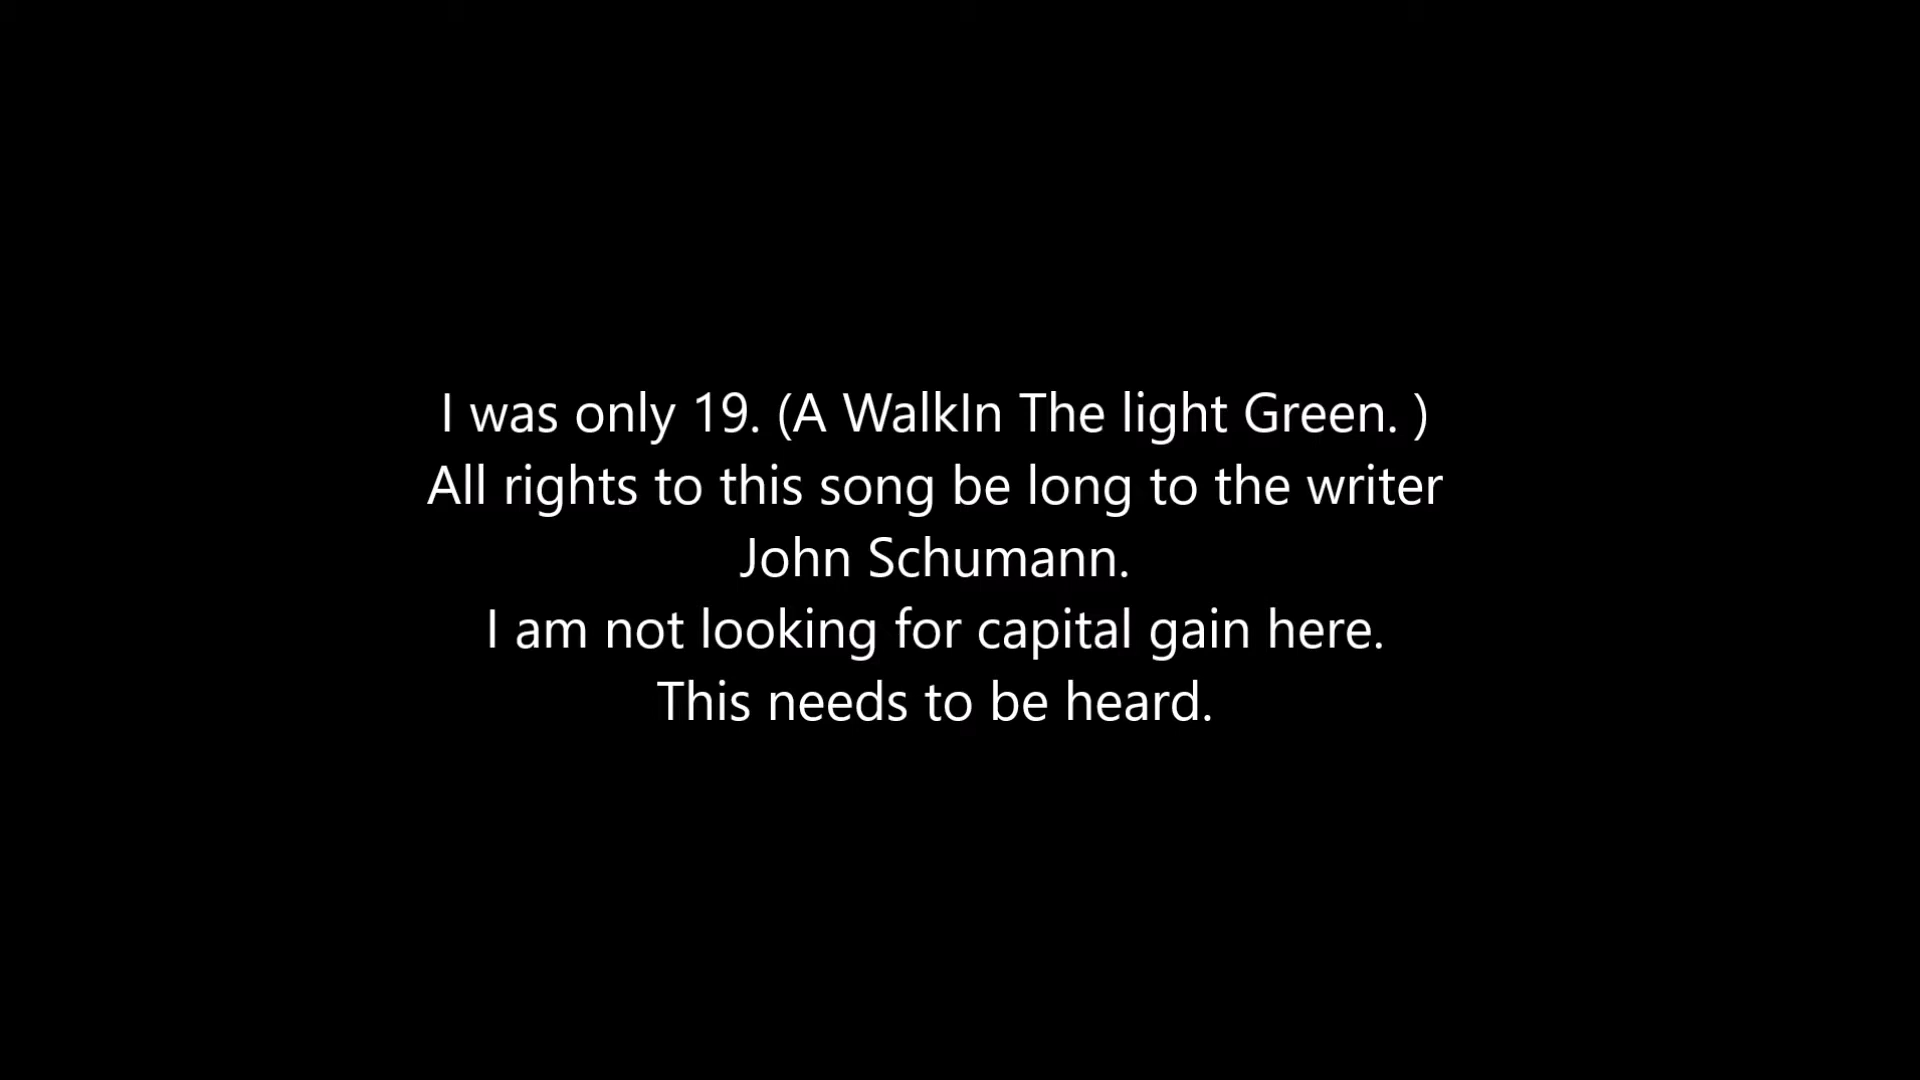 I was only 19. (A WalkIn The light Green. )
All rights to this song be long to the writer
John Schumann.
I am not looking for capital gain here.
This needs to be heard.